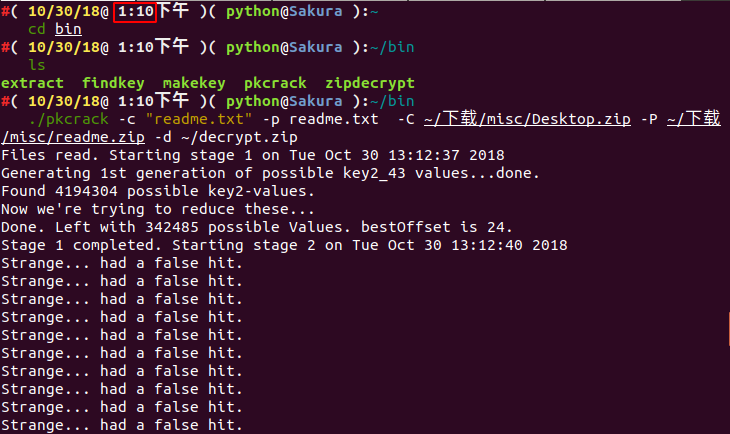 #( 10/30/18@ 1:10下午 )( python@Sakura ):~
cd bin
#( 10/30/18@ 1:10下午 )( python@Sakura ):~/bin
ls
extract  findkey  makekey  pkcrack  zipdecrypt
#( 10/30/18@ 1:10下午 )( python@Sakura ):~/bin
./pkcrack -c "readme.txt" -p readme.txt  -C ~/下载/misc/Desktop.zip -P ~/下载
/misc/readme.zip -d ~/decrypt.zip
Files read. Starting stage 1 on Tue Oct 30 13:12:37 2018
Generating 1st generation of possible key2_43 values...done.
Found 4194304 possible key2-values.
Now we're trying to reduce these...
Done. Left with 342485 possible Values. bestOffset is 24.
Stage 1 completed. Starting stage 2 on Tue Oct 30 13:12:40 2018
Strange... had a false hit.
Strange... had a false hit.
Strange... had a false hit.
Strange... had a false hit.
Strange... had a false hit.
Strange... had a false hit.
Strange... had a false hit.
Strange... had a false hit.
Strange... had a false hit.
Strange... had a false hit.